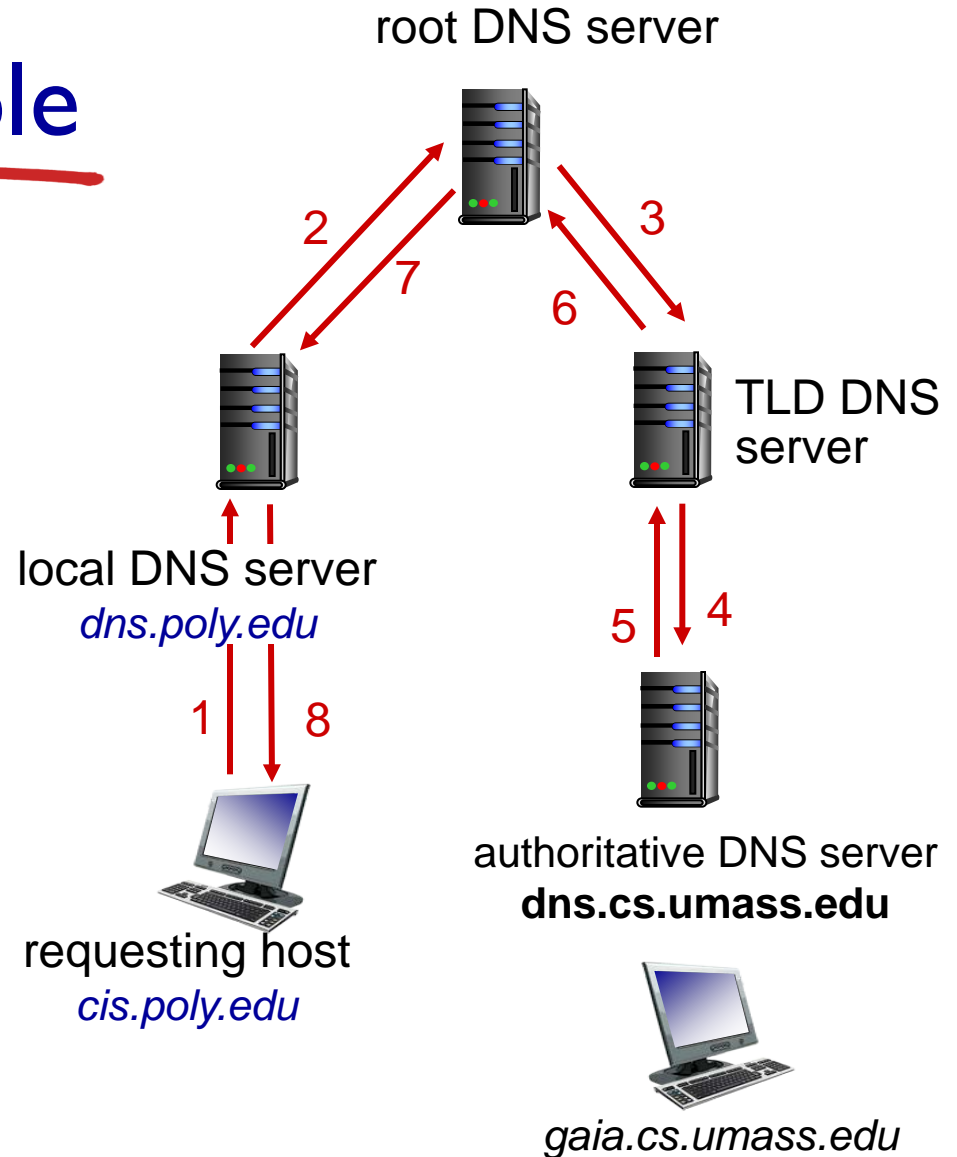 root DNS server
ple
2
3
7
6
TLD DNS
server
local DNS server
dns.poly.edu
5
4
1
8
authoritative DNS server
dns.cs.umass.edu
requesting host
cis.poly.edu
gaia.cs.umass.edu